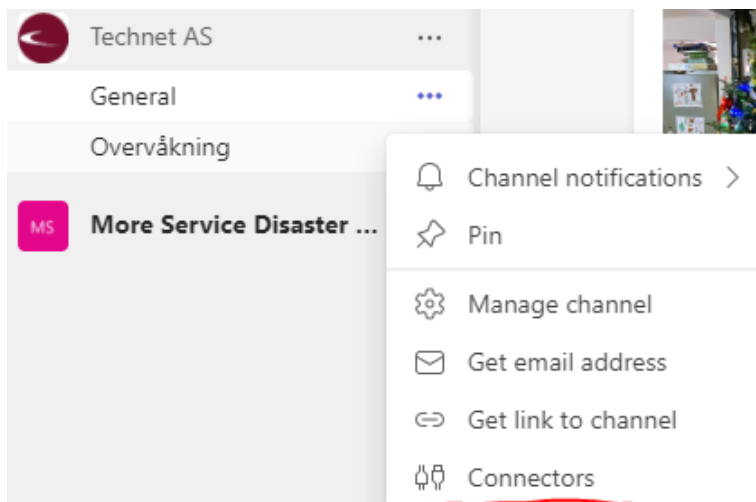 Technet AS
General
Overvåkning
MS
More Service Disaster ...
Channel notifications
Pin
Manage channel
Get email address
Get link to channel
Connectors